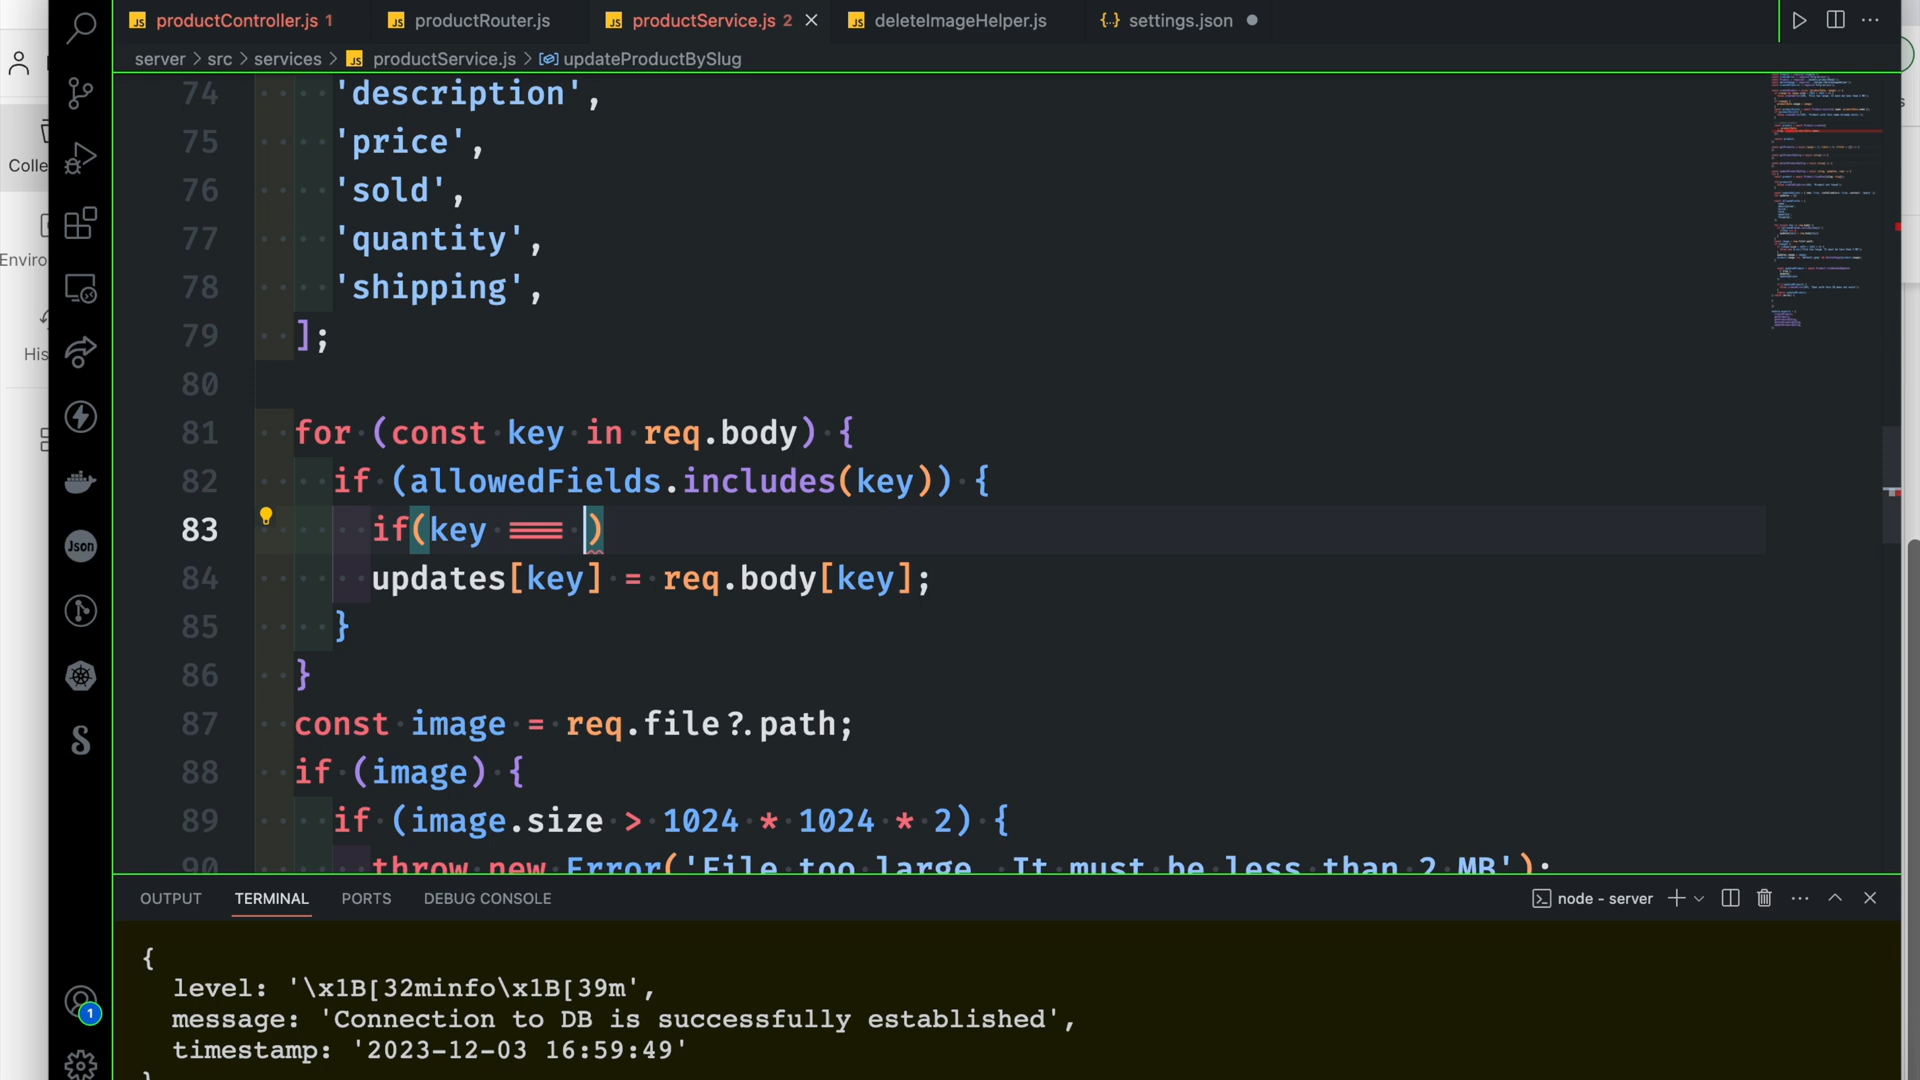 productController.js 1
productRouter.js
productService.js 2
deleteImageHelper.js
settings.json
server > src > services > productService.js > updateProductBySlug
74 'description',
75 'price',
76 'sold',
77 'quantity',
78 'shipping',
79 ];
80
81 for (const key in req.body) {
82 if (allowedFields.includes(key)) {
83 if(key === )
84 updates[key] = req.body[key];
85 }
86 }
87 const image = req.file?.path;
88 if (image) {
89 if (image.size > 1024 * 1024 * 2) {
90 throw new Error('File too large. It must be less than 2 MB');
Colle
Enviro
His
Json
1
OUTPUT TERMINAL PORTS DEBUG CONSOLE
node - server
{
level: '\x1B[32minfo\x1B[39m',
message: 'Connection to DB is successfully established',
timestamp: '2023-12-03 16:59:49'
}